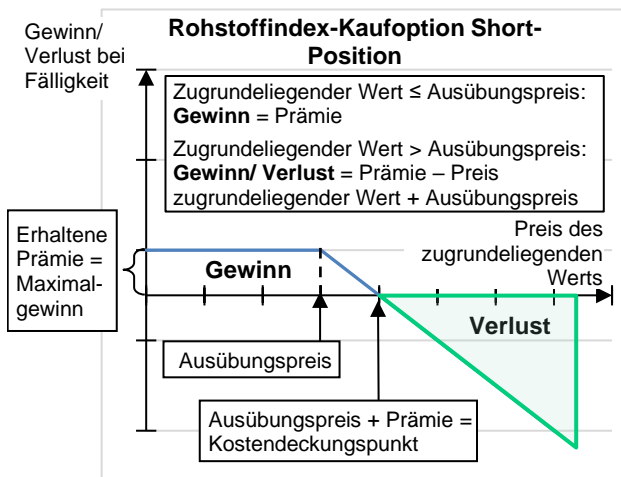 Gewinn/
Verlust bei
Fälligkeit
Rohstoffindex-Kaufoption Short-
Position
Zugrundeliegender Wert ≤ Ausübungspreis:
Gewinn = Prämie
Zugrundeliegender Wert > Ausübungspreis:
Gewinn/ Verlust = Prämie – Preis
zugrundeliegender Wert + Ausübungspreis
Erhaltene
Prämie =
Maximal-
gewinn
Gewinn
Preis des
zugrundeliegenden
Werts
Verlust
Ausübungspreis
Ausübungspreis + Prämie =
Kostendeckungspunkt